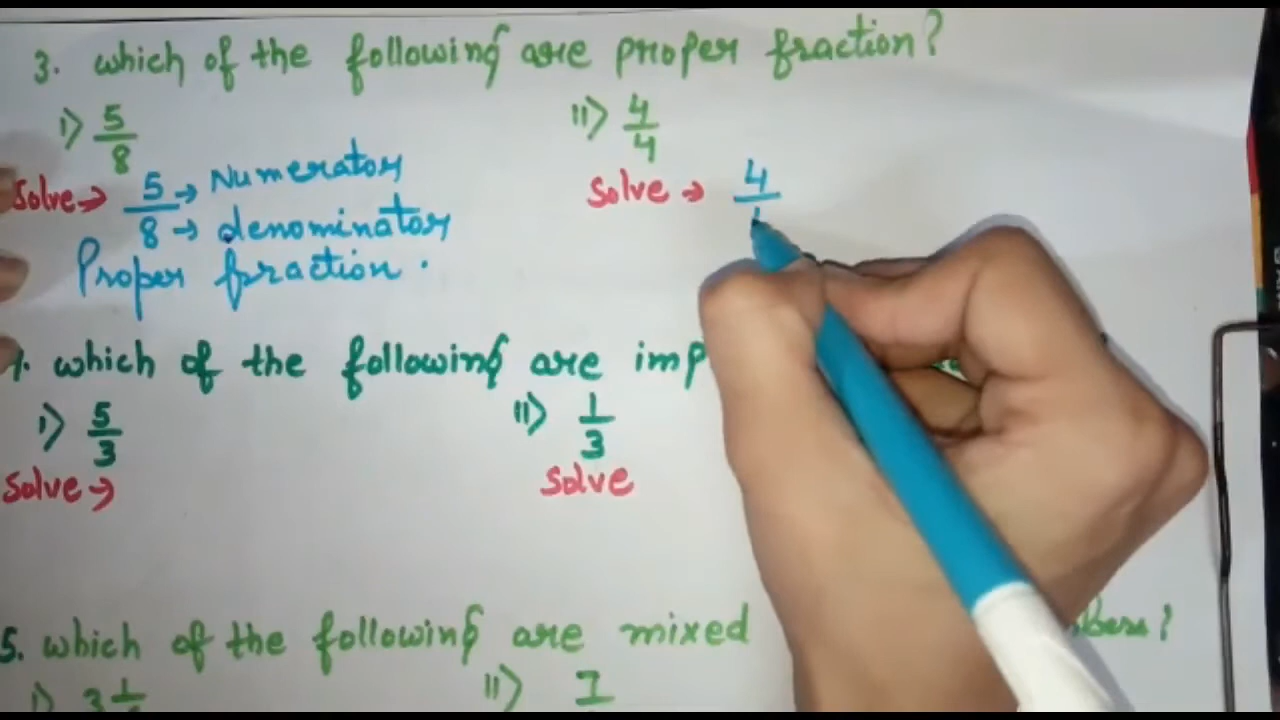 3. which of the following are proper fraction?
i) 5/8 ii) 4/4
Solve → 5/8 → Numerator → denominator Solve → 4
Proper fraction.
4. which of the following are imp
i) 5/3 ii) 1/3
Solve → Solve
5. which of the following are mixed
i) 3 1 ii) 7